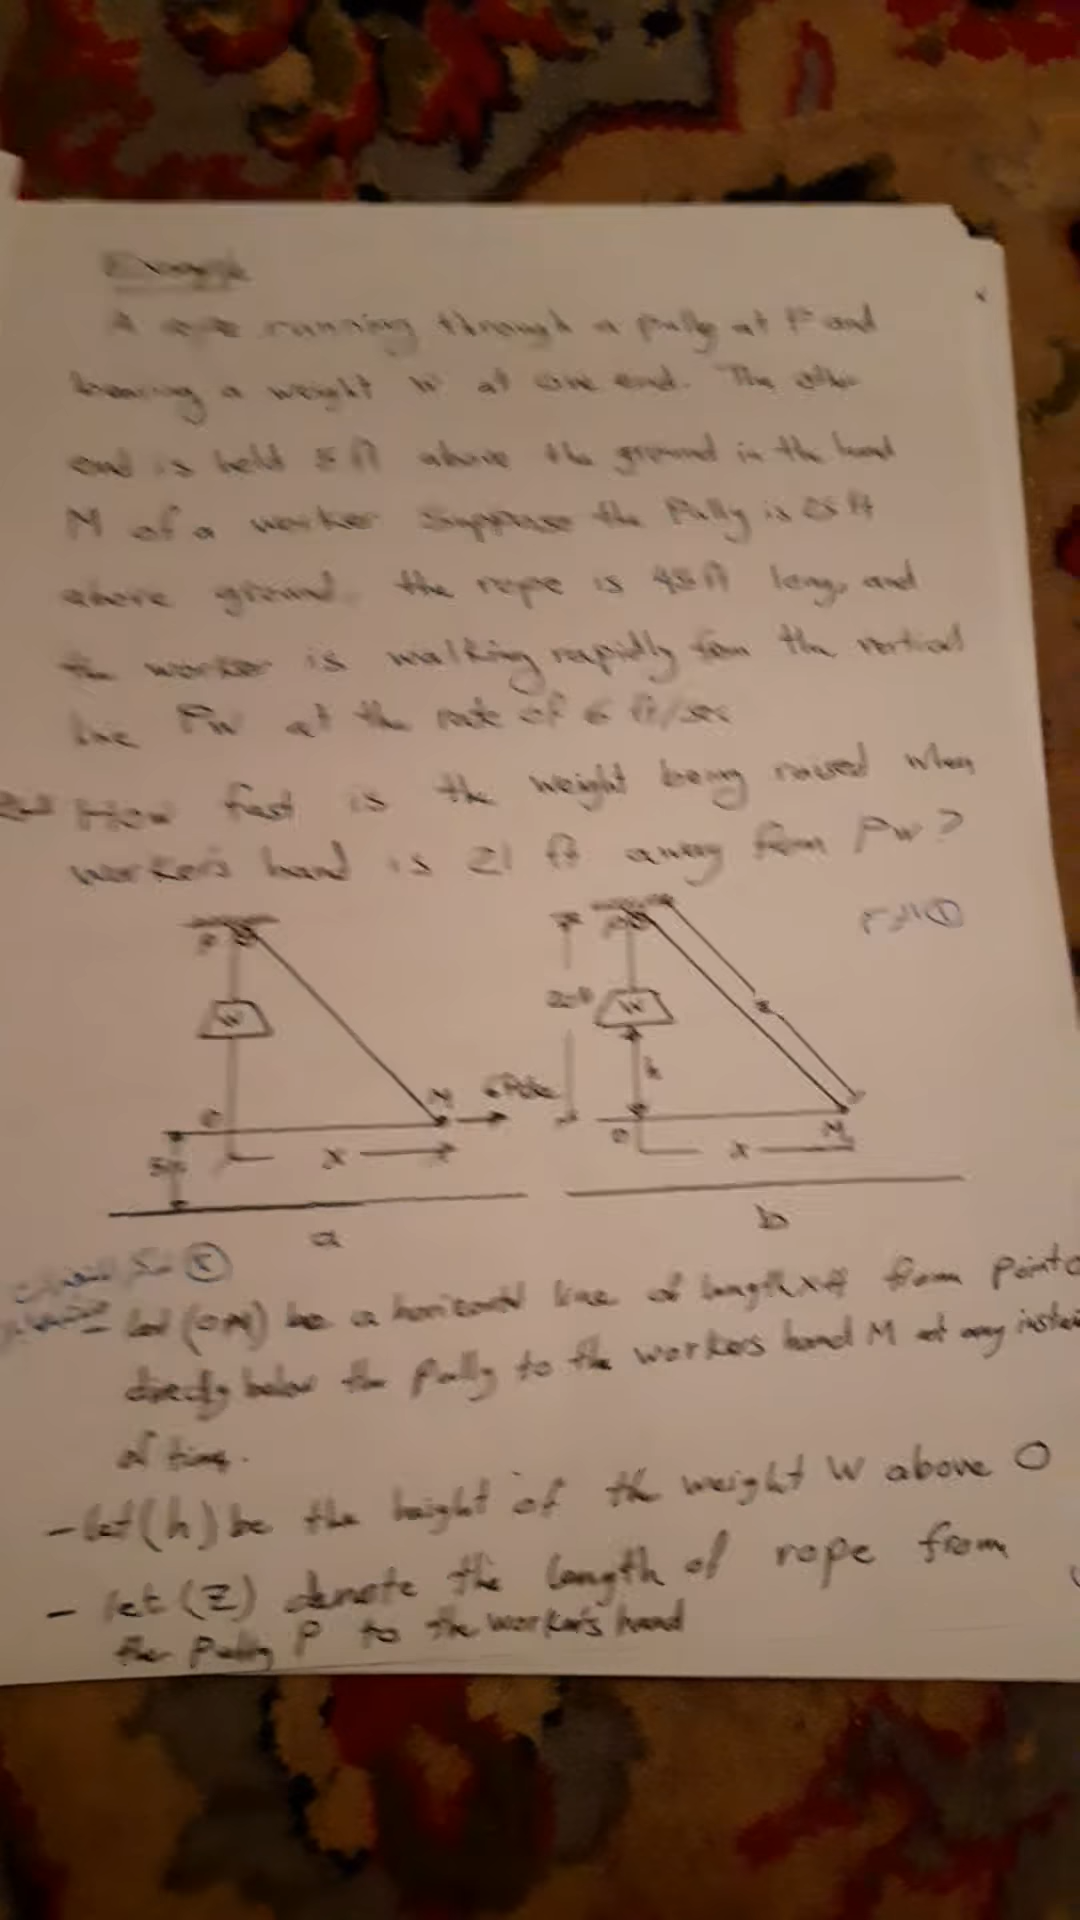 Example
A rope running through a pully at P and
bearing a weight W at one end. The other
end is held 5 ft above the ground in the hand
M of a worker Suppose the Pully is 25 ft
above ground. the rope is 45 ft long, and
the worker is walking rapidly from the vertical
line PW at the rate of 6 ft/sec
How fast is the weight being raised when
worker's hand is 21 ft away from PW?
P
W
O
M
5ft
x
a
P
20ft
W
z
h
O
M
x
b
- let (OM) be a horizontal line of length x ft from point O
directly below the pully to the workers hand M at any
of time.
- let (h) be the height of the weight W above O
- let (Z) denote the length of rope from
the pully P to the worker's hand